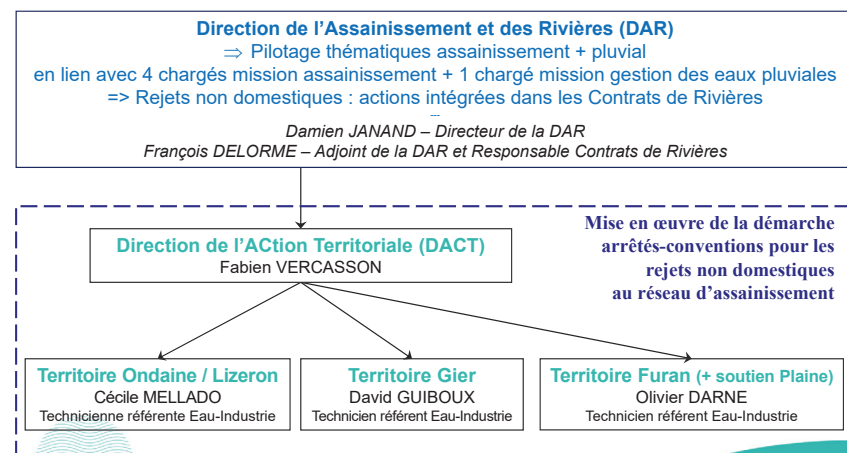 Direction de l'Assainissement et des Rivières (DAR)
⇒ Pilotage thématiques assainissement + pluvial
en lien avec 4 chargés mission assainissement + 1 chargé mission gestion des eaux pluviales
=> Rejets non domestiques : actions intégrées dans les Contrats de Rivières
---
Damien JANAND – Directeur de la DAR
François DELORME – Adjoint de la DAR et Responsable Contrats de Rivières
Mise en œuvre de la démarche
arrêtés-conventions pour les
rejets non domestiques
au réseau d'assainissement
Direction de l'ACtion Territoriale (DACT)
Fabien VERCASSON
Territoire Ondaine / Lizeron
Cécile MELLADO
Technicienne référente Eau-Industrie
Territoire Gier
David GUIBOUX
Technicien référent Eau-Industrie
Territoire Furan (+ soutien Plaine)
Olivier DARNE
Technicien référent Eau-Industrie